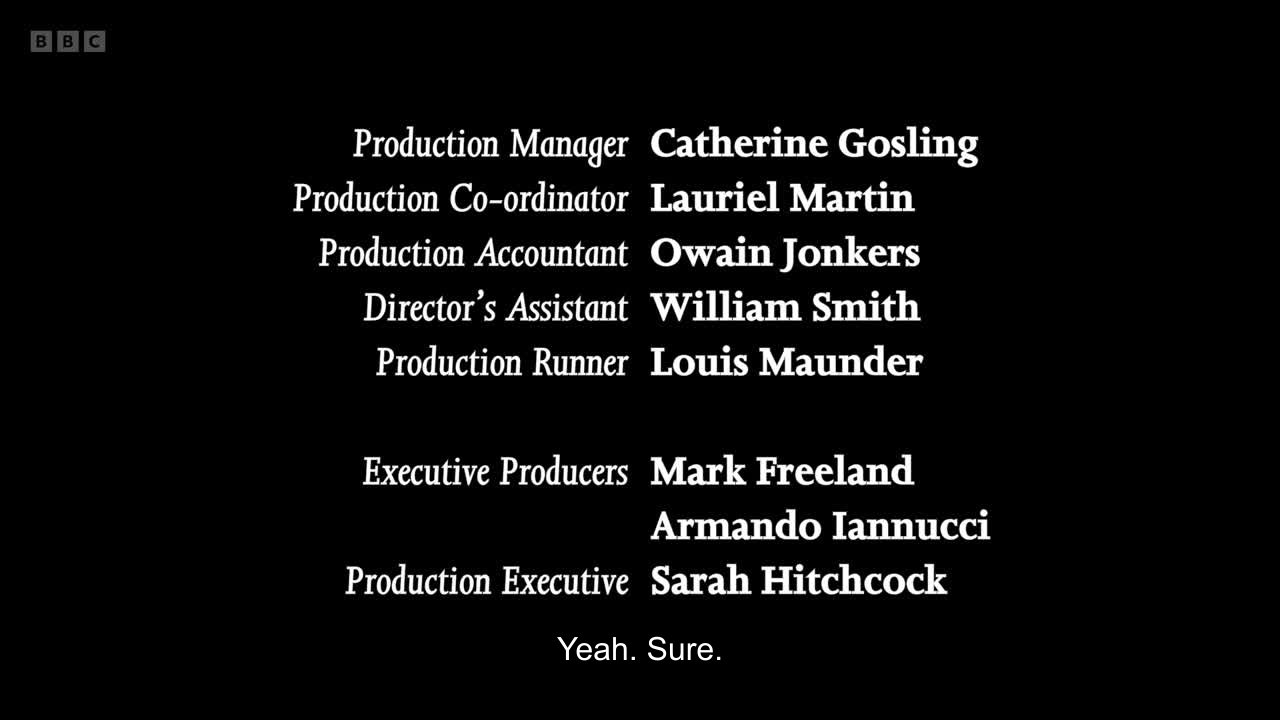 BBC
Production Manager Catherine Gosling
Production Co-ordinator Lauriel Martin
Production Accountant Owain Jonkers
Director's Assistant William Smith
Production Runner Louis Maunder
Executive Producers Mark Freeland
Armando Iannucci
Production Executive Sarah Hitchcock
Yeah. Sure.